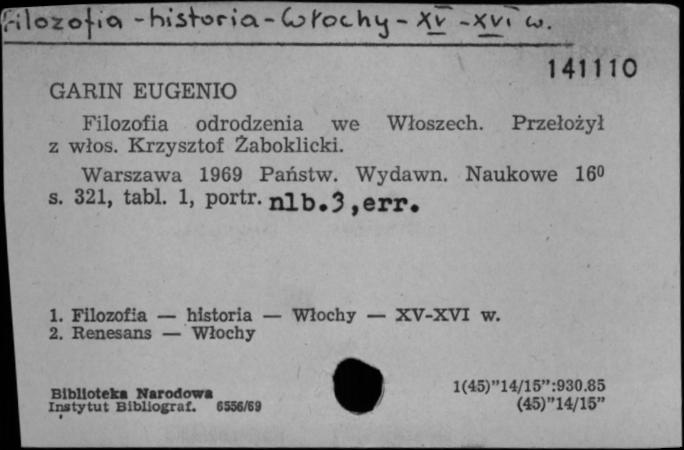 Filozofia - historia - Włochy - XV - XVI w.
141110
GARIN EUGENIO
Filozofia odrodzenia we Włoszech. Przełożył
z włos. Krzysztof Żaboklicki.
Warszawa 1969 Państw. Wydawn. Naukowe 16⁰
s. 321, tabl. 1, portr. nlb.3,err.
1. Filozofia — historia — Włochy — XV-XVI w.
2. Renesans — Włochy
Biblioteka Narodowa
Instytut Bibliograf. 6556/69
1(45)”14/15”:930.85
(45)”14/15”